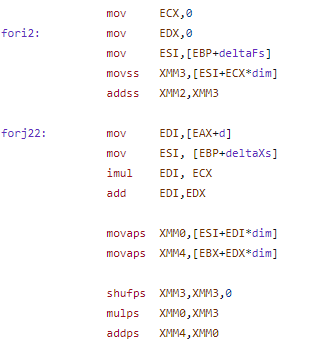 mov ECX,0
fori2: mov EDX,0
mov ESI,[EBP+deltaFs]
movss XMM3,[ESI+ECX*dim]
addss XMM2,XMM3
forj22: mov EDI,[EAX+d]
mov ESI, [EBP+deltaXs]
imul EDI, ECX
add EDI,EDX
movaps XMM0,[ESI+EDI*dim]
movaps XMM4,[EBX+EDX*dim]
shufps XMM3,XMM3,0
mulps XMM0,XMM3
addps XMM4,XMM0